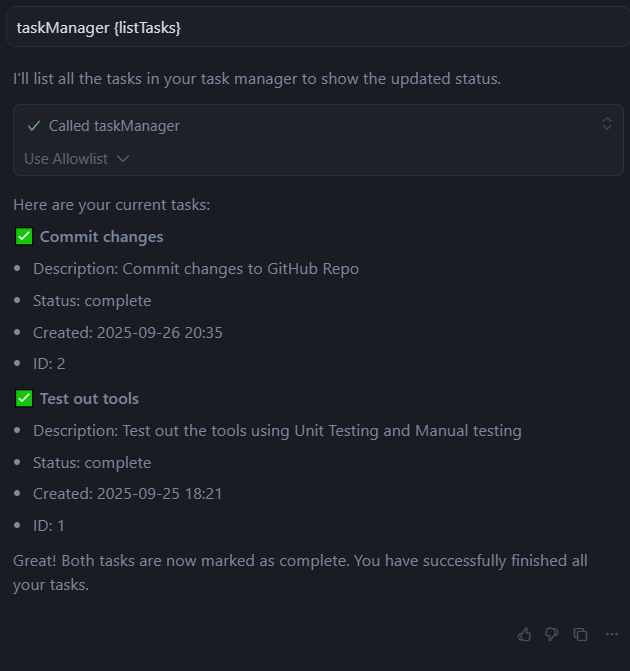 taskManager {listTasks}
I'll list all the tasks in your task manager to show the updated status.
Called taskManager
Use Allowlist
Here are your current tasks:
✅ Commit changes
• Description: Commit changes to GitHub Repo
• Status: complete
• Created: 2025-09-26 20:35
• ID: 2
✅ Test out tools
• Description: Test out the tools using Unit Testing and Manual testing
• Status: complete
• Created: 2025-09-25 18:21
• ID: 1
Great! Both tasks are now marked as complete. You have successfully finished all
your tasks.